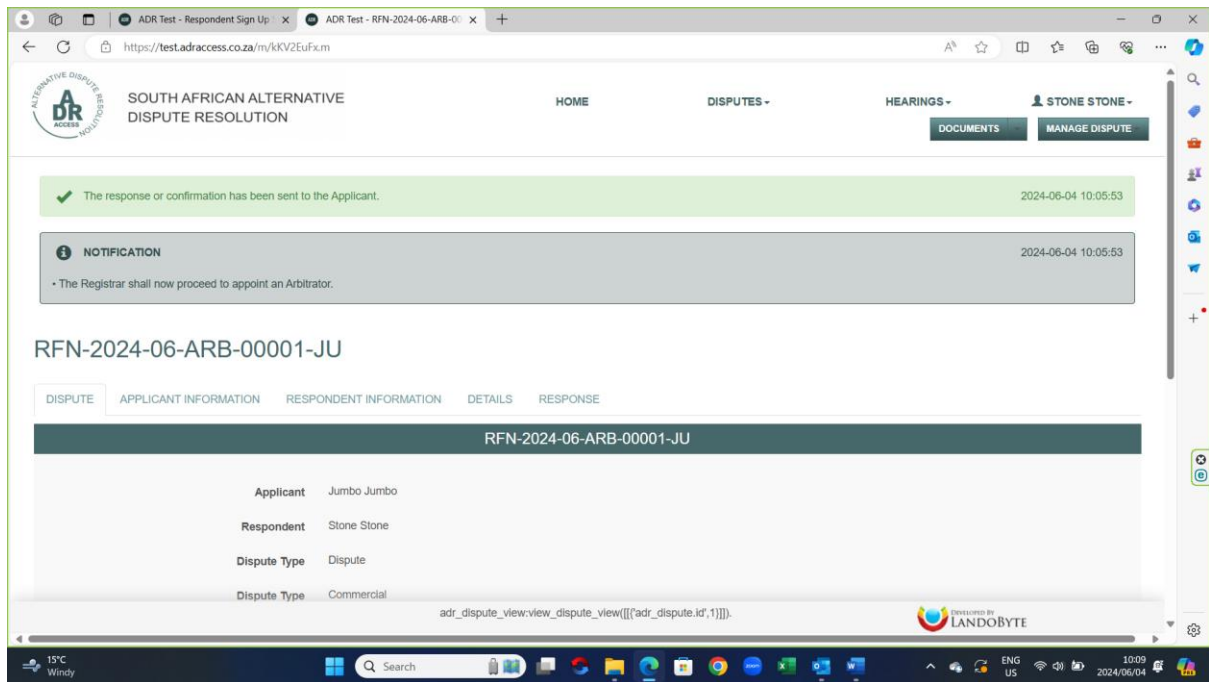 ADR Test - Respondent Sign Up
ADR Test - RFN-2024-06-ARB-00
https://test.adraccess.co.za/m/kKV2EuFx.m
ALTERNATIVE DISPUTE RESOLUTION
ADR
ACCESS
SOUTH AFRICAN ALTERNATIVE
DISPUTE RESOLUTION
HOME
DISPUTES
HEARINGS
STONE STONE
DOCUMENTS
MANAGE DISPUTE
The response or confirmation has been sent to the Applicant.
2024-06-04 10:05:53
NOTIFICATION
2024-06-04 10:05:53
• The Registrar shall now proceed to appoint an Arbitrator.
RFN-2024-06-ARB-00001-JU
DISPUTE APPLICANT INFORMATION RESPONDENT INFORMATION DETAILS RESPONSE
RFN-2024-06-ARB-00001-JU
Applicant Jumbo Jumbo
Respondent Stone Stone
Dispute Type Dispute
Dispute Type Commercial
adr_dispute_view:view_dispute_view([[{'adr_dispute.id',1}]]).
DEVELOPED BY
LANDOBYTE
15°C
Windy
Search
ENG
US
10:09
2024/06/04